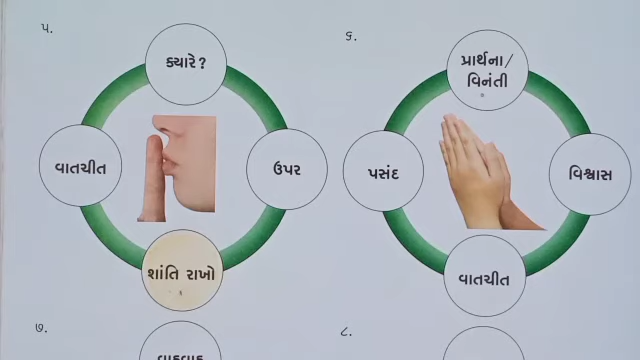 ૫.
ક્યારે?
વાતચીત
ઉપર
શાંતિ રાખો
૬.
પ્રાર્થના/
વિનંતી
પસંદ
વિશ્વાસ
વાતચીત
૭.
૮.